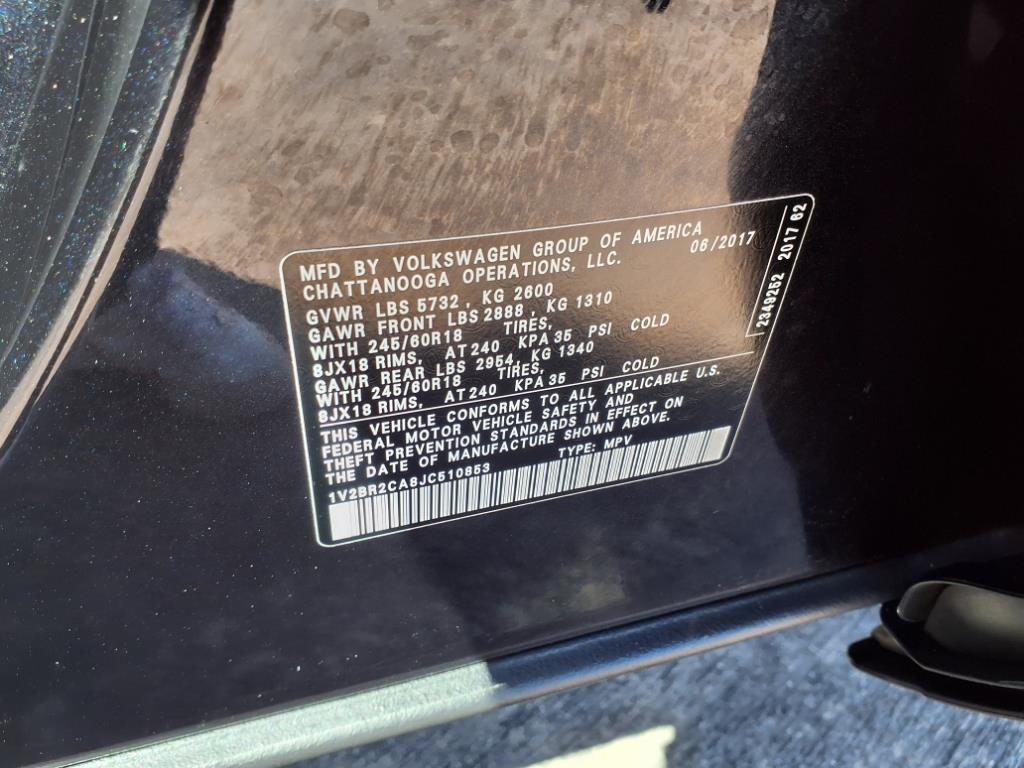 MFD BY VOLKSWAGEN GROUP OF AMERICA
CHATTANOOGA OPERATIONS, LLC. 06/2017
GVWR LBS 5732, KG 2600
GAWR FRONT LBS 2888, KG 1310
WITH 245/60R18 TIRES,
8JX18 RIMS, AT 240 KPA 35 PSI COLD
GAWR REAR LBS 2954, KG 1340
WITH 245/60R18 TIRES,
8JX18 RIMS, AT 240 KPA 35 PSI COLD
THIS VEHICLE CONFORMS TO ALL APPLICABLE U.S.
FEDERAL MOTOR VEHICLE SAFETY AND
THEFT PREVENTION STANDARDS IN EFFECT ON
THE DATE OF MANUFACTURE SHOWN ABOVE.
1V2BR2CA8JC510853 TYPE: MPV
2349252 2017 62